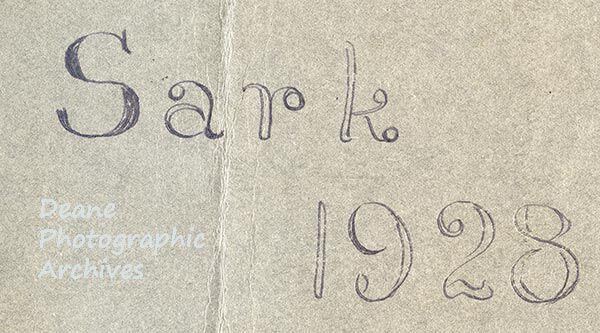 Sark
1928
Deane
Photographic
Archives